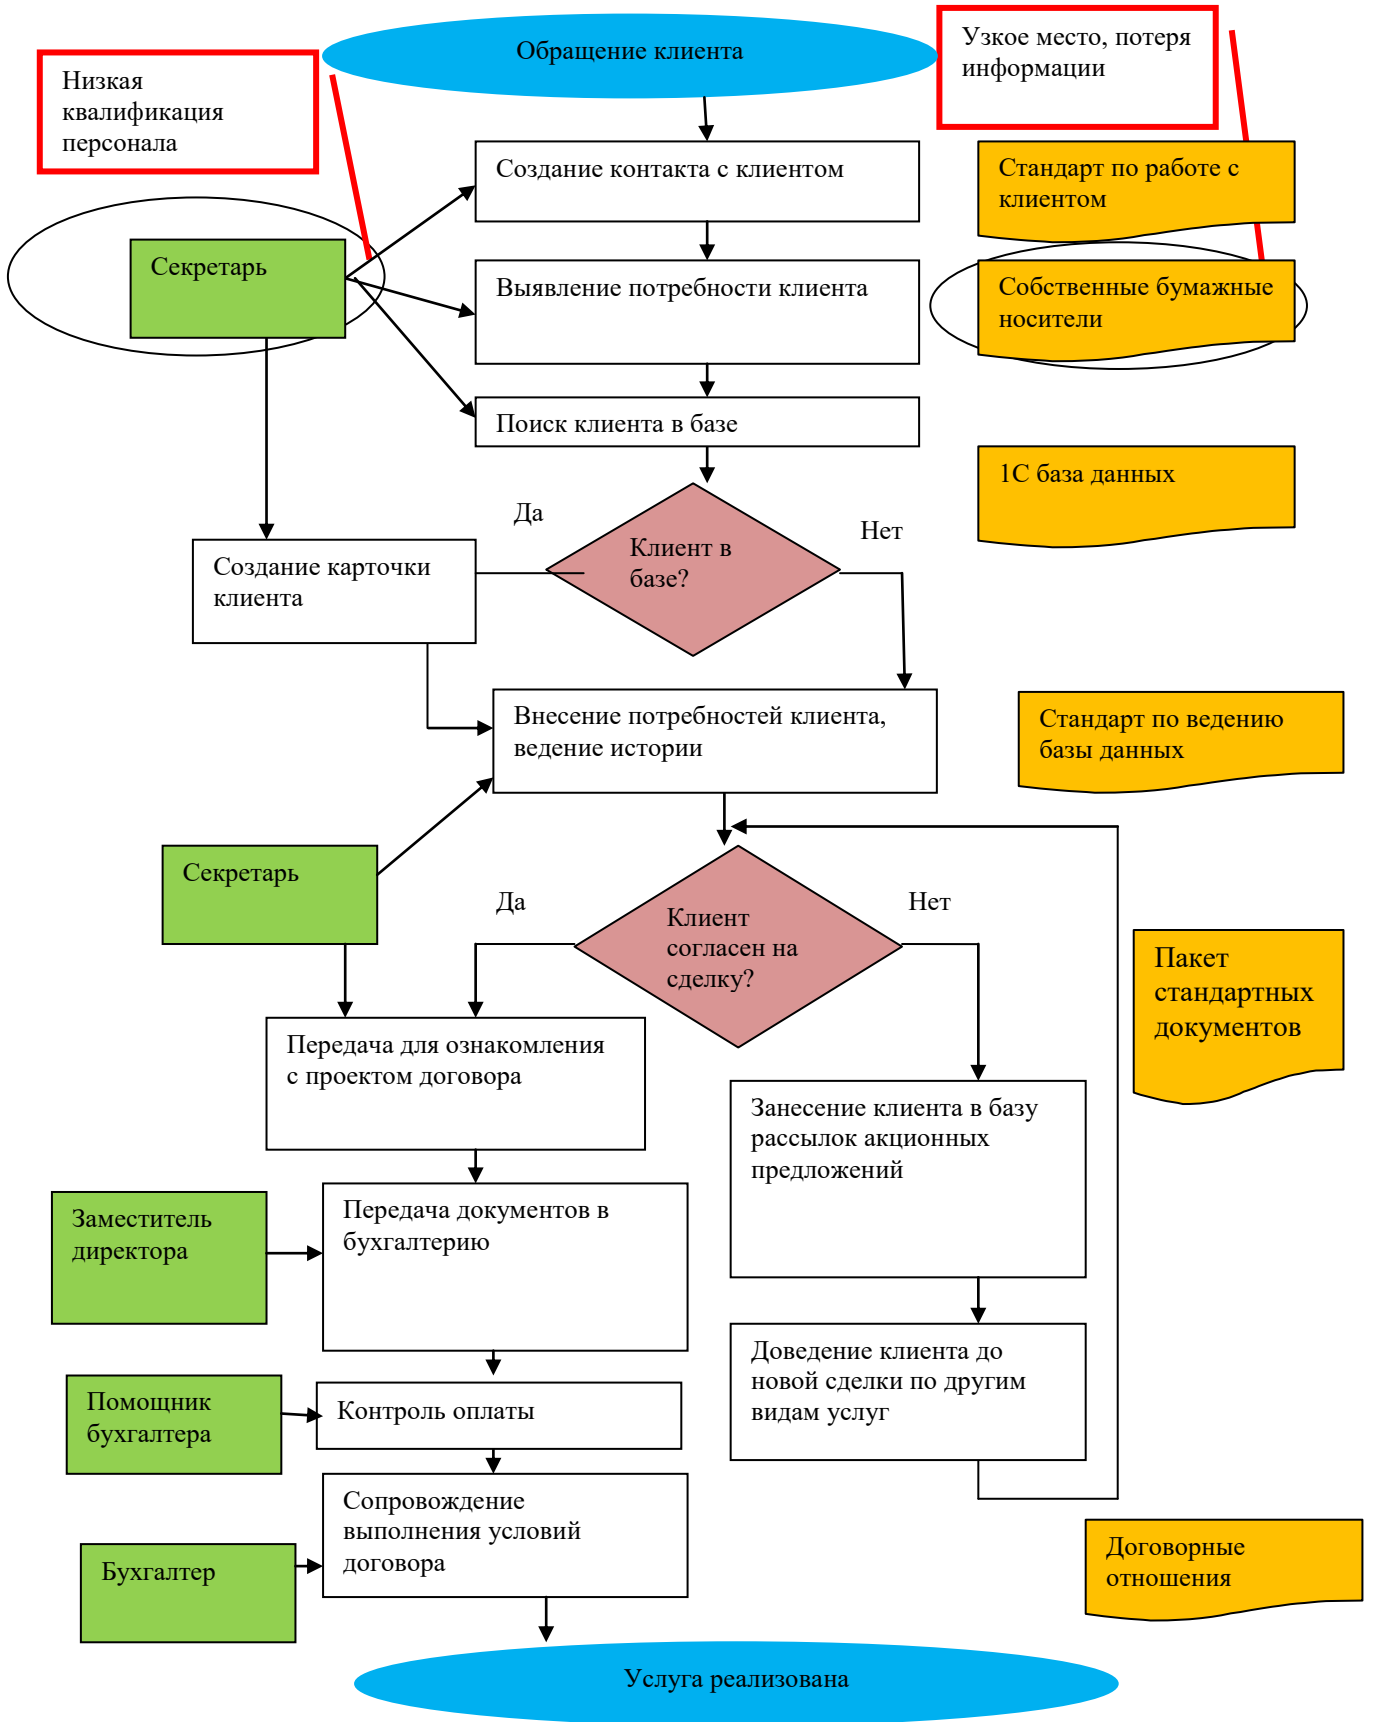 Обращение клиента
Узкое место, потеря
информации
Низкая
квалификация
персонала
Создание контакта с клиентом
Стандарт по работе с
клиентом
Секретарь
Выявление потребности клиента
Собственные бумажные
носители
Поиск клиента в базе
1С база данных
Да
Нет
Клиент в
базе?
Создание карточки
клиента
Внесение потребностей клиента,
ведение истории
Стандарт по ведению
базы данных
Секретарь
Да
Нет
Клиент
согласен на
сделку?
Пакет
стандартных
документов
Передача для ознакомления
с проектом договора
Занесение клиента в базу
рассылок акционных
предложений
Заместитель
директора
Передача документов в
бухгалтерию
Доведение клиента до
новой сделки по другим
видам услуг
Помощник
бухгалтера
Контроль оплаты
Сопровождение
выполнения условий
договора
Договорные
отношения
Бухгалтер
Услуга реализована